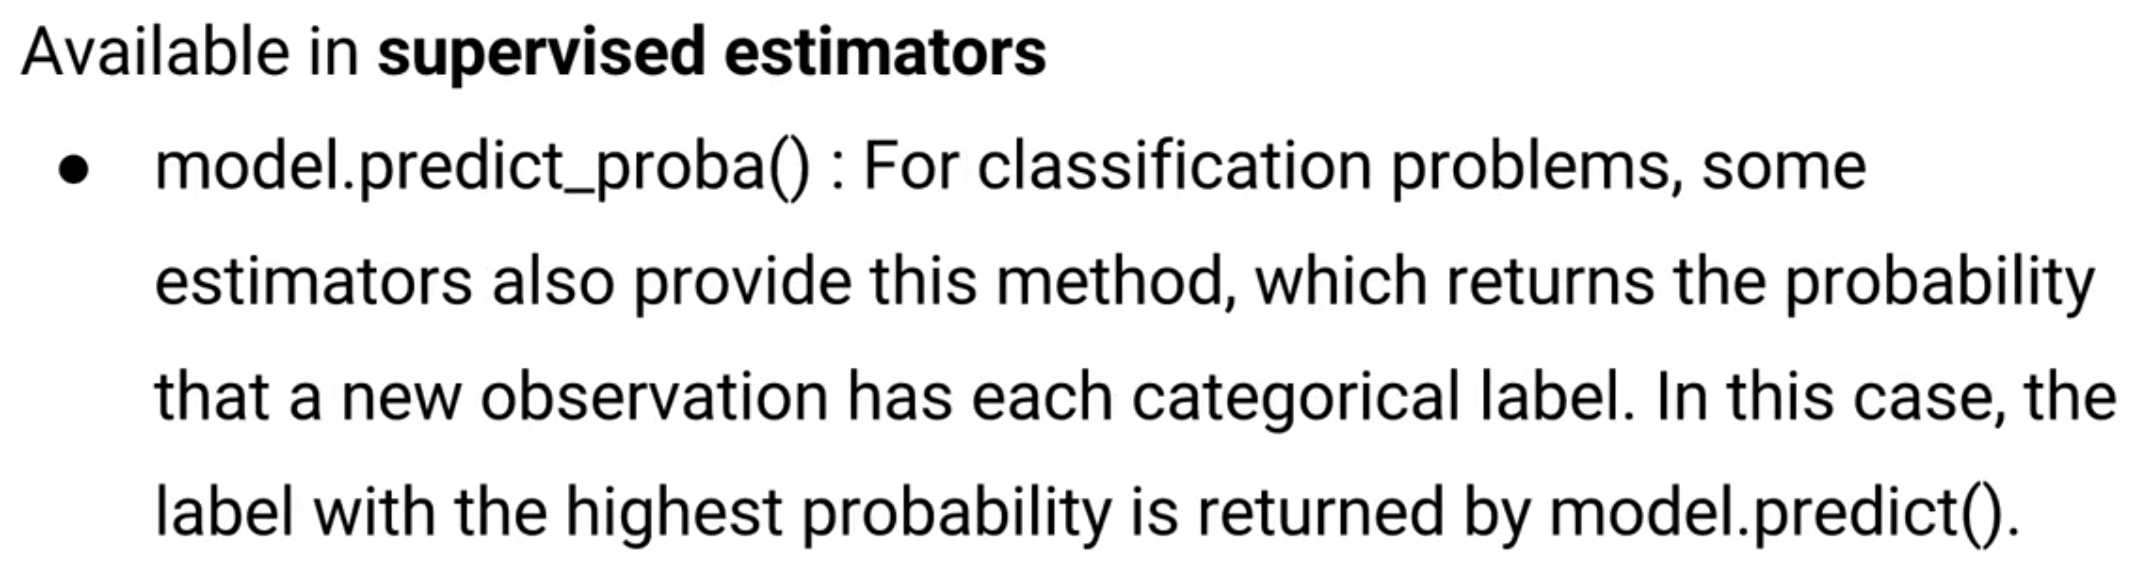 Available in supervised estimators
● model.predict_proba() : For classification problems, some
estimators also provide this method, which returns the probability
that a new observation has each categorical label. In this case, the
label with the highest probability is returned by model.predict().